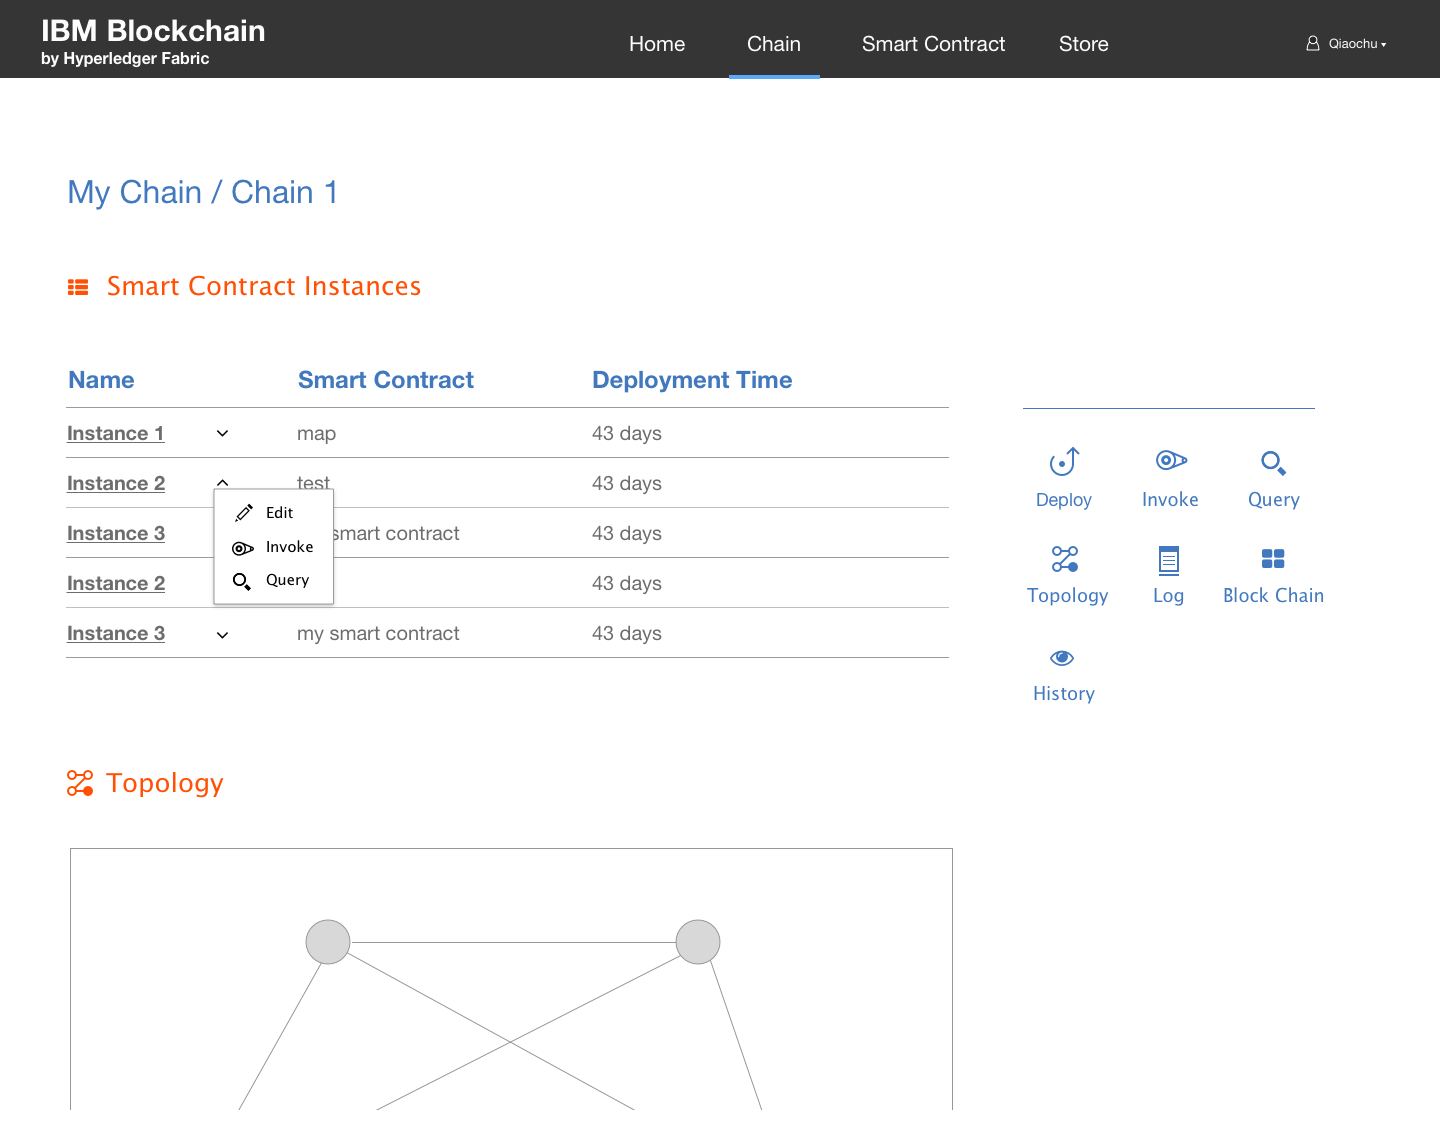 IBM Blockchain
by Hyperledger Fabric
Home Chain Smart Contract Store Qiaochu
My Chain / Chain 1
Smart Contract Instances
Name Smart Contract Deployment Time
Instance 1 map 43 days
Instance 2 test 43 days
Edit
Instance 3 smart contract 43 days
Invoke
Query
Instance 2 43 days
Instance 3 my smart contract 43 days
Deploy Invoke Query
Topology Log Block Chain
History
Topology